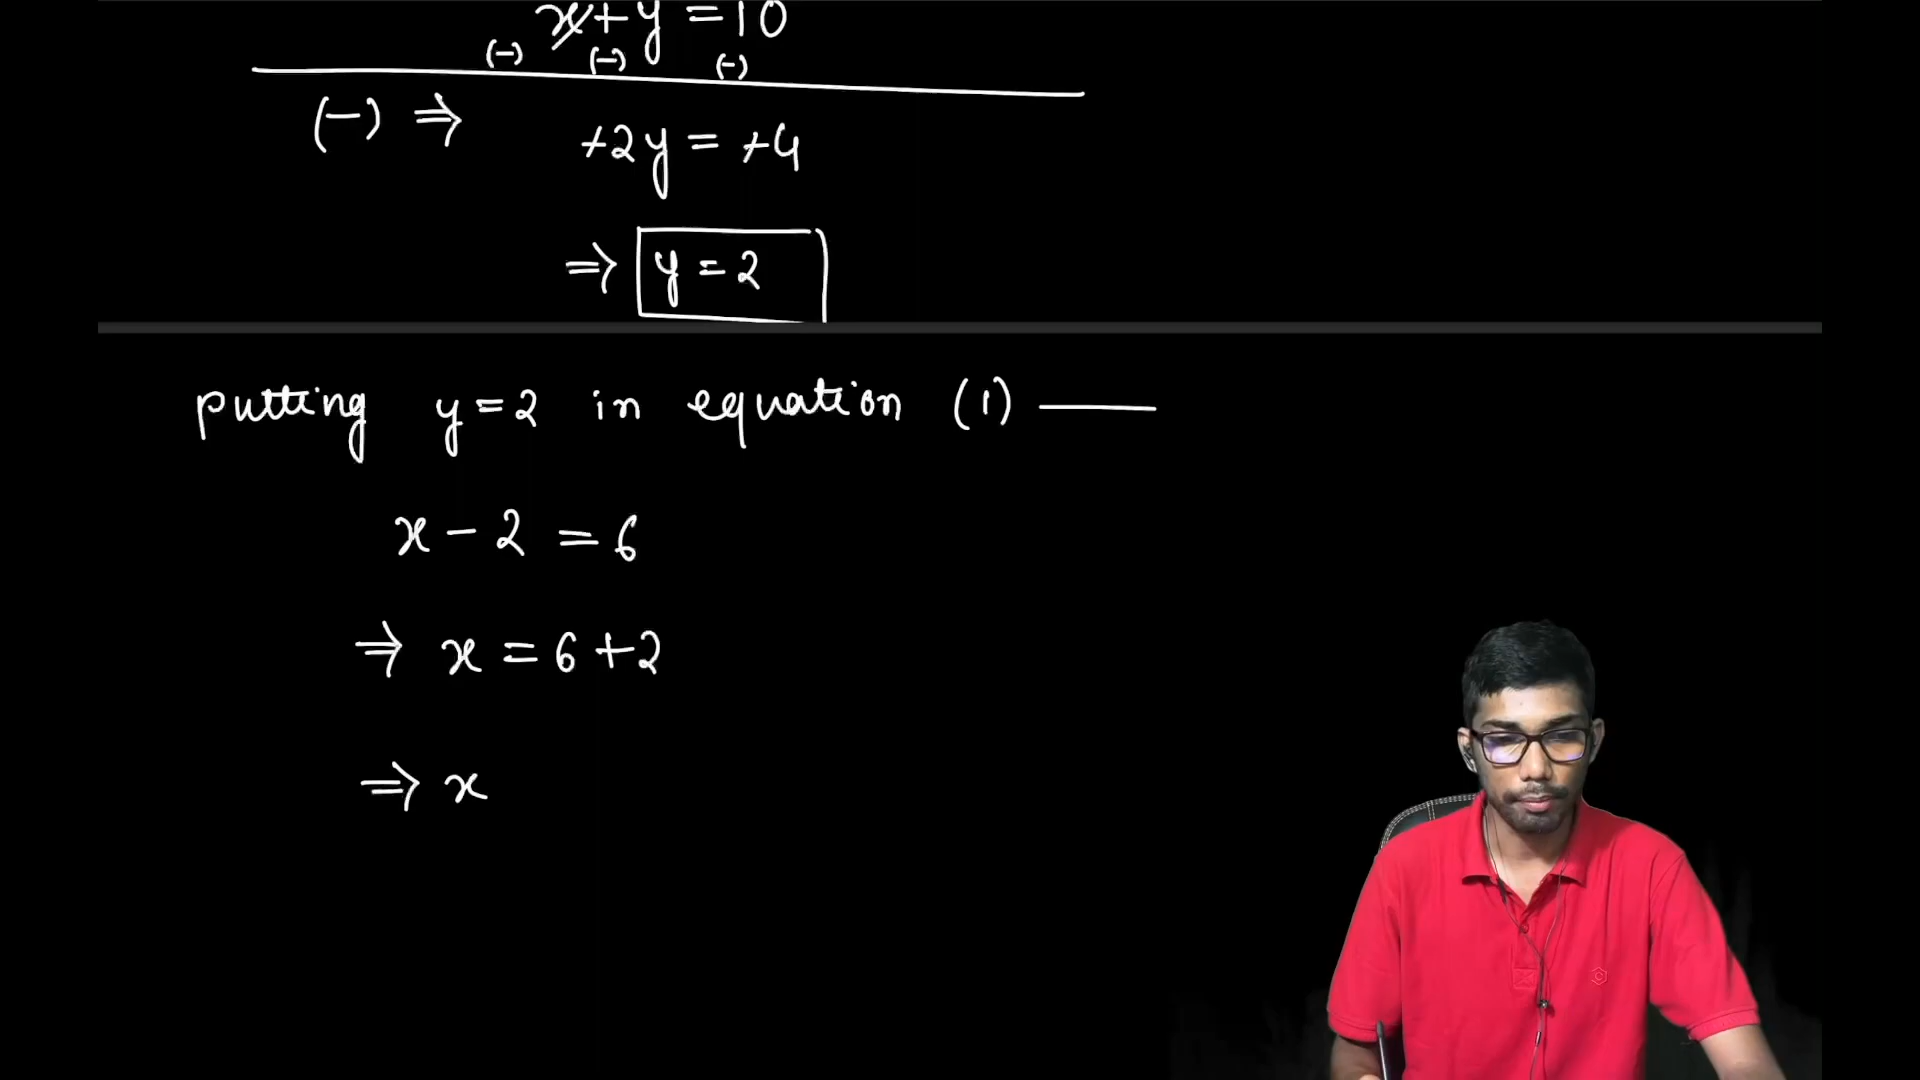 x + y = 10
(-) (-) (-)
(-) ⇒ +2y = +4
⇒ y = 2
putting y = 2 in equation (1) ——
x - 2 = 6
⇒ x = 6 + 2
⇒ x